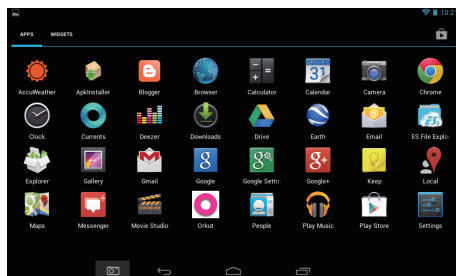 10:2
APPS WIDGETS
AccuWeather ApkInstaller Blogger Browser Calculator Calendar Camera Chrome
31
Clock Currents Deezer Downloads Drive Earth Email ES File Explo
Explorer Gallery Gmail Google Google Settin Google+ Keep Local
Maps Messenger Movie Studio Orkut People Play Music Play Store Settings